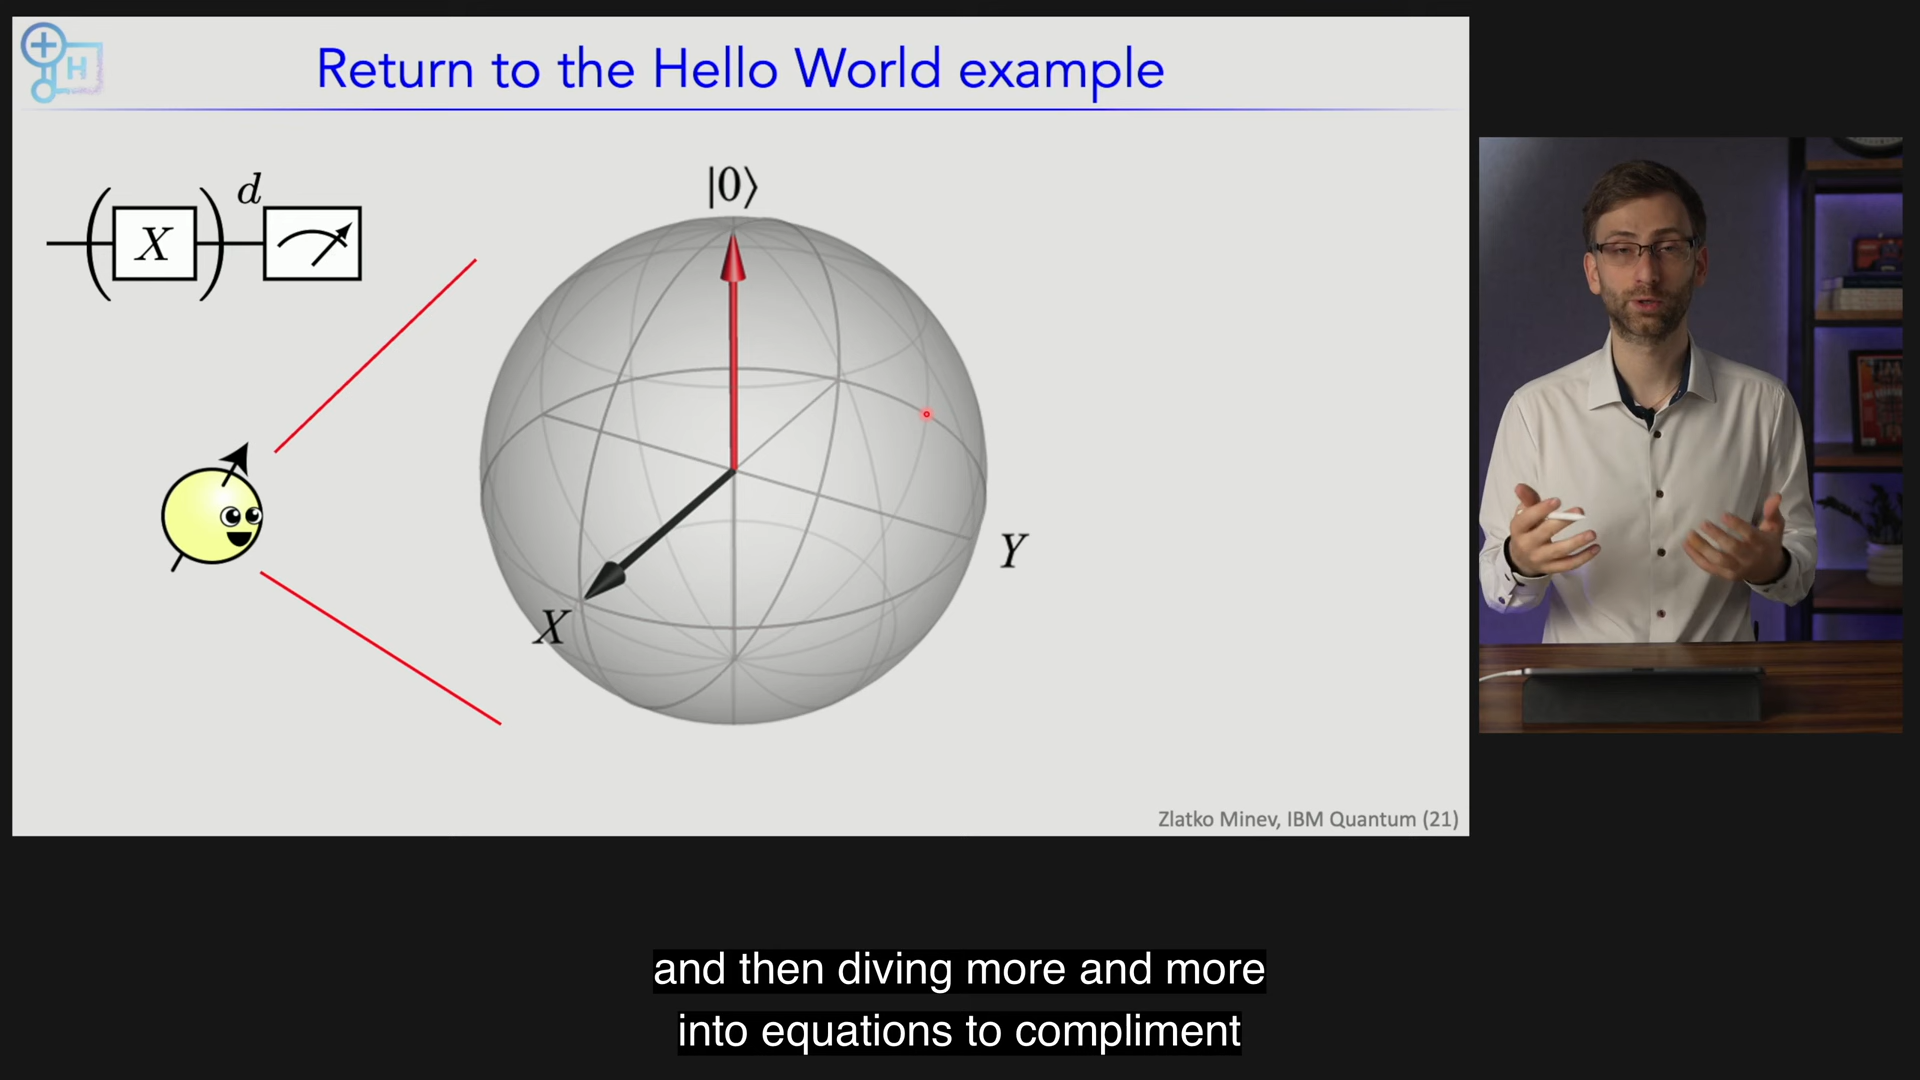 H
Return to the Hello World example
( X ) d
|0⟩
Y
X
TIME
Zlatko Minev, IBM Quantum (21)
and then diving more and more
into equations to compliment